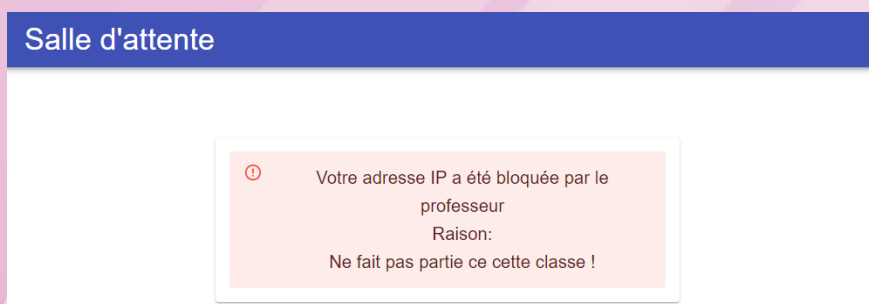 Salle d'attente
Votre adresse IP a été bloquée par le
professeur
Raison:
Ne fait pas partie ce cette classe !